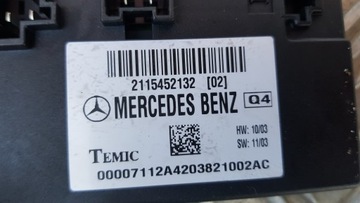 2115452132 [02]
MERCEDES BENZ Q4
HW: 10/03
SW: 11/03
TEMIC
00007112A4203821002AC